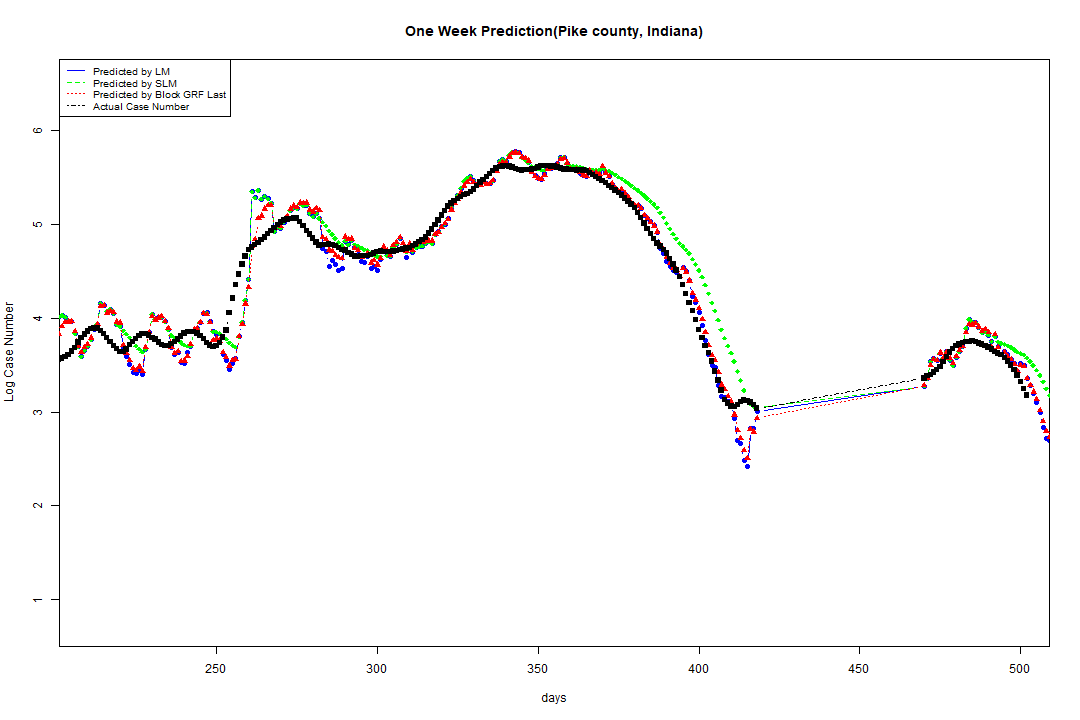 One Week Prediction(Pike county, Indiana)
Predicted by LM
Predicted by SLM
Predicted by Block GRF Last
Actual Case Number
Log Case Number
6
5
4
3
2
1
250
300
350
400
450
500
days